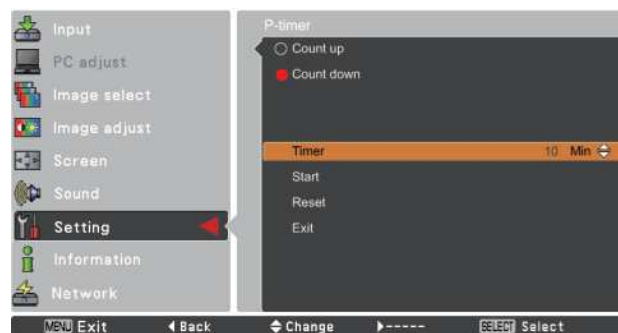 Input
PC adjust
Image select
Image adjust
Screen
Sound
Setting
Information
Network
P-timer
Count up
Count down
Timer 10 Min
Start
Reset
Exit
MENU Exit Back Change ----- SELECT Select